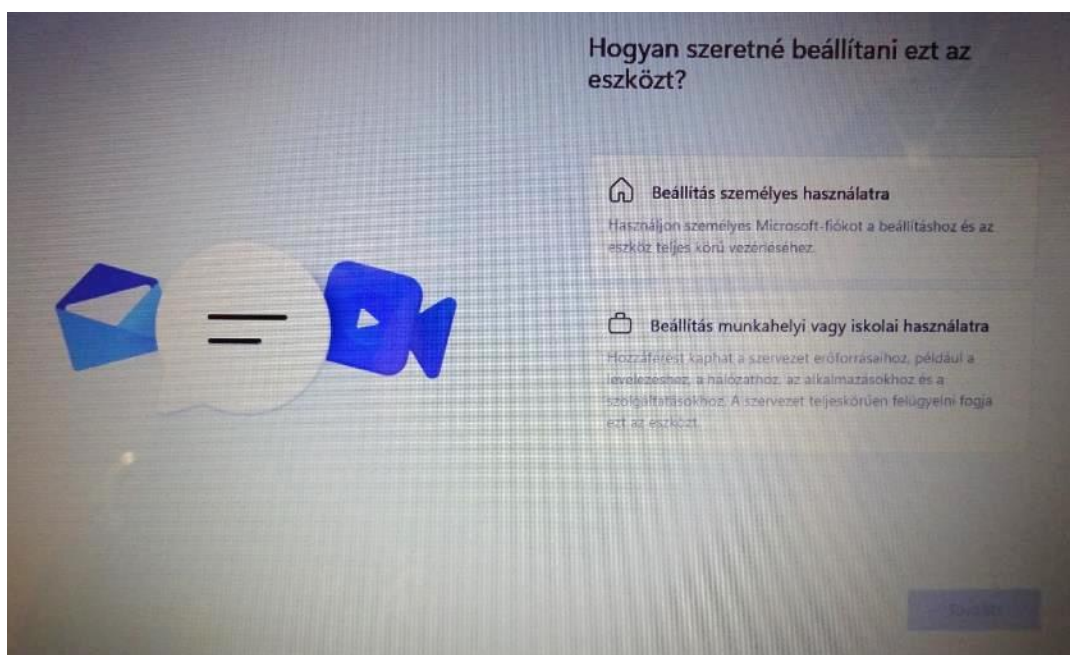 Hogyan szeretné beállítani ezt az
eszközt?
Beállítás személyes használatra
Használjon személyes Microsoft-fiókot a beállításhoz és az
eszköz teljes körű vezérléséhez.
Beállítás munkahelyi vagy iskolai használatra
Hozzáférést kaphat a szervezet erőforrásaihoz, például a
levelezéshez, a hálózathoz, az alkalmazásokhoz és a
szolgáltatásokhoz. A szervezet teljeskörűen felügyelni fogja
ezt az eszközt.